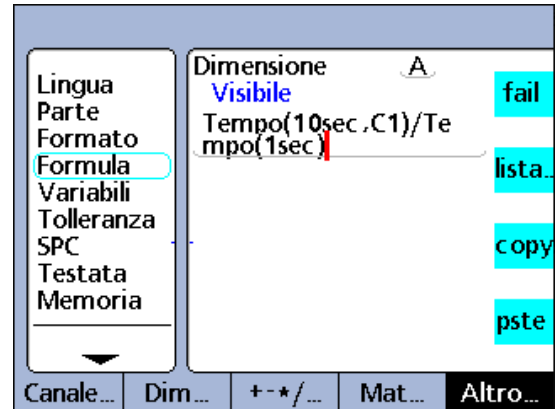 Lingua
Parte
Formato
Formula
Variabili
Tolleranza
SPC
Testata
Memoria
Dimensione A
Visibile
Tempo(10sec,C1)/Te
mpo(1sec)
fail
lista..
copy
pste
Canale...
Dim...
+-*/...
Mat...
Altro...